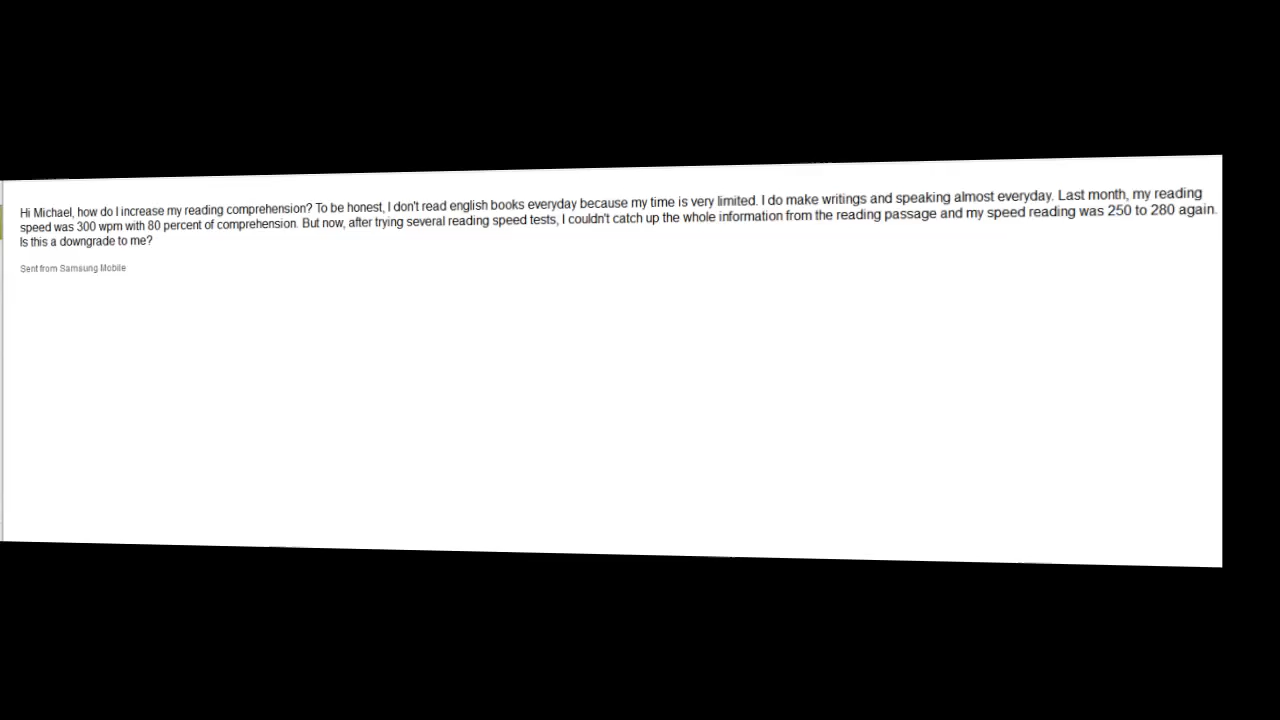 Hi Michael, how do I increase my reading comprehension? To be honest, I don't read english books everyday because my time is very limited. I do make writings and speaking almost everyday. Last month, my reading
speed was 300 wpm with 80 percent of comprehension. But now, after trying several reading speed tests, I couldn't catch up the whole information from the reading passage and my speed reading was 250 to 280 again.
Is this a downgrade to me?
Sent from Samsung Mobile